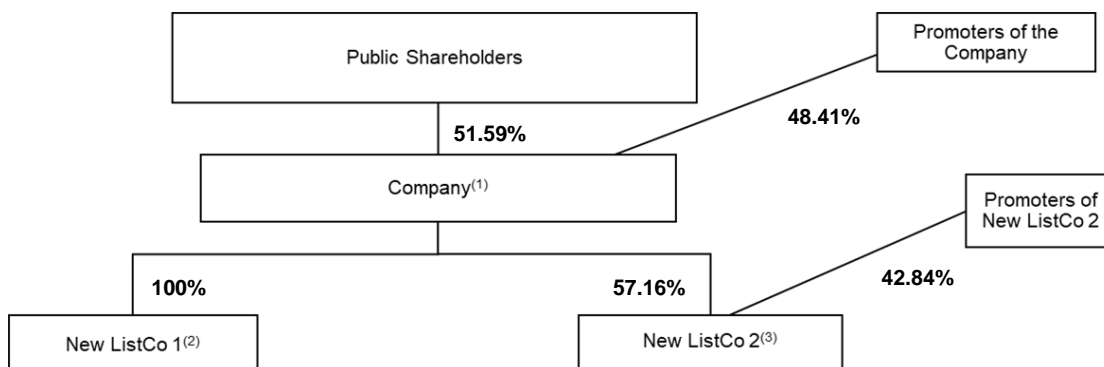 Public Shareholders
Promoters of the
Company
51.59%
48.41%
Company(1)
Promoters of
New ListCo 2
100%
57.16%
42.84%
New ListCo 1(2)
New ListCo 2(3)